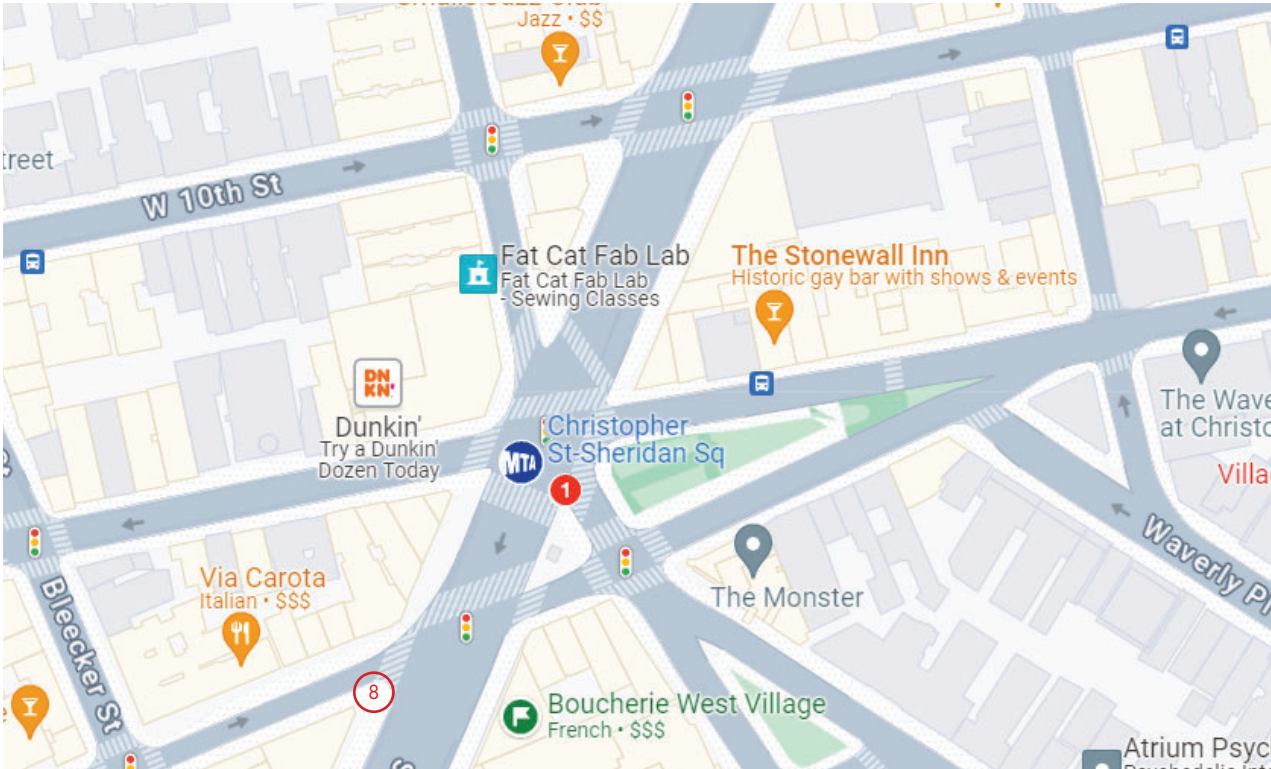 Jazz • $$
W 10th St
Fat Cat Fab Lab
Fat Cat Fab Lab
- Sewing Classes
The Stonewall Inn
Historic gay bar with shows & events
DN
KN'
Dunkin'
Try a Dunkin'
Dozen Today
Christopher
St-Sheridan Sq
MTA
1
The Wave
at Christo
Villa
Waverly Pl
Via Carota
Italian • $$$
The Monster
Bleecker St
8
Boucherie West Village
French • $$$
Atrium Psyc